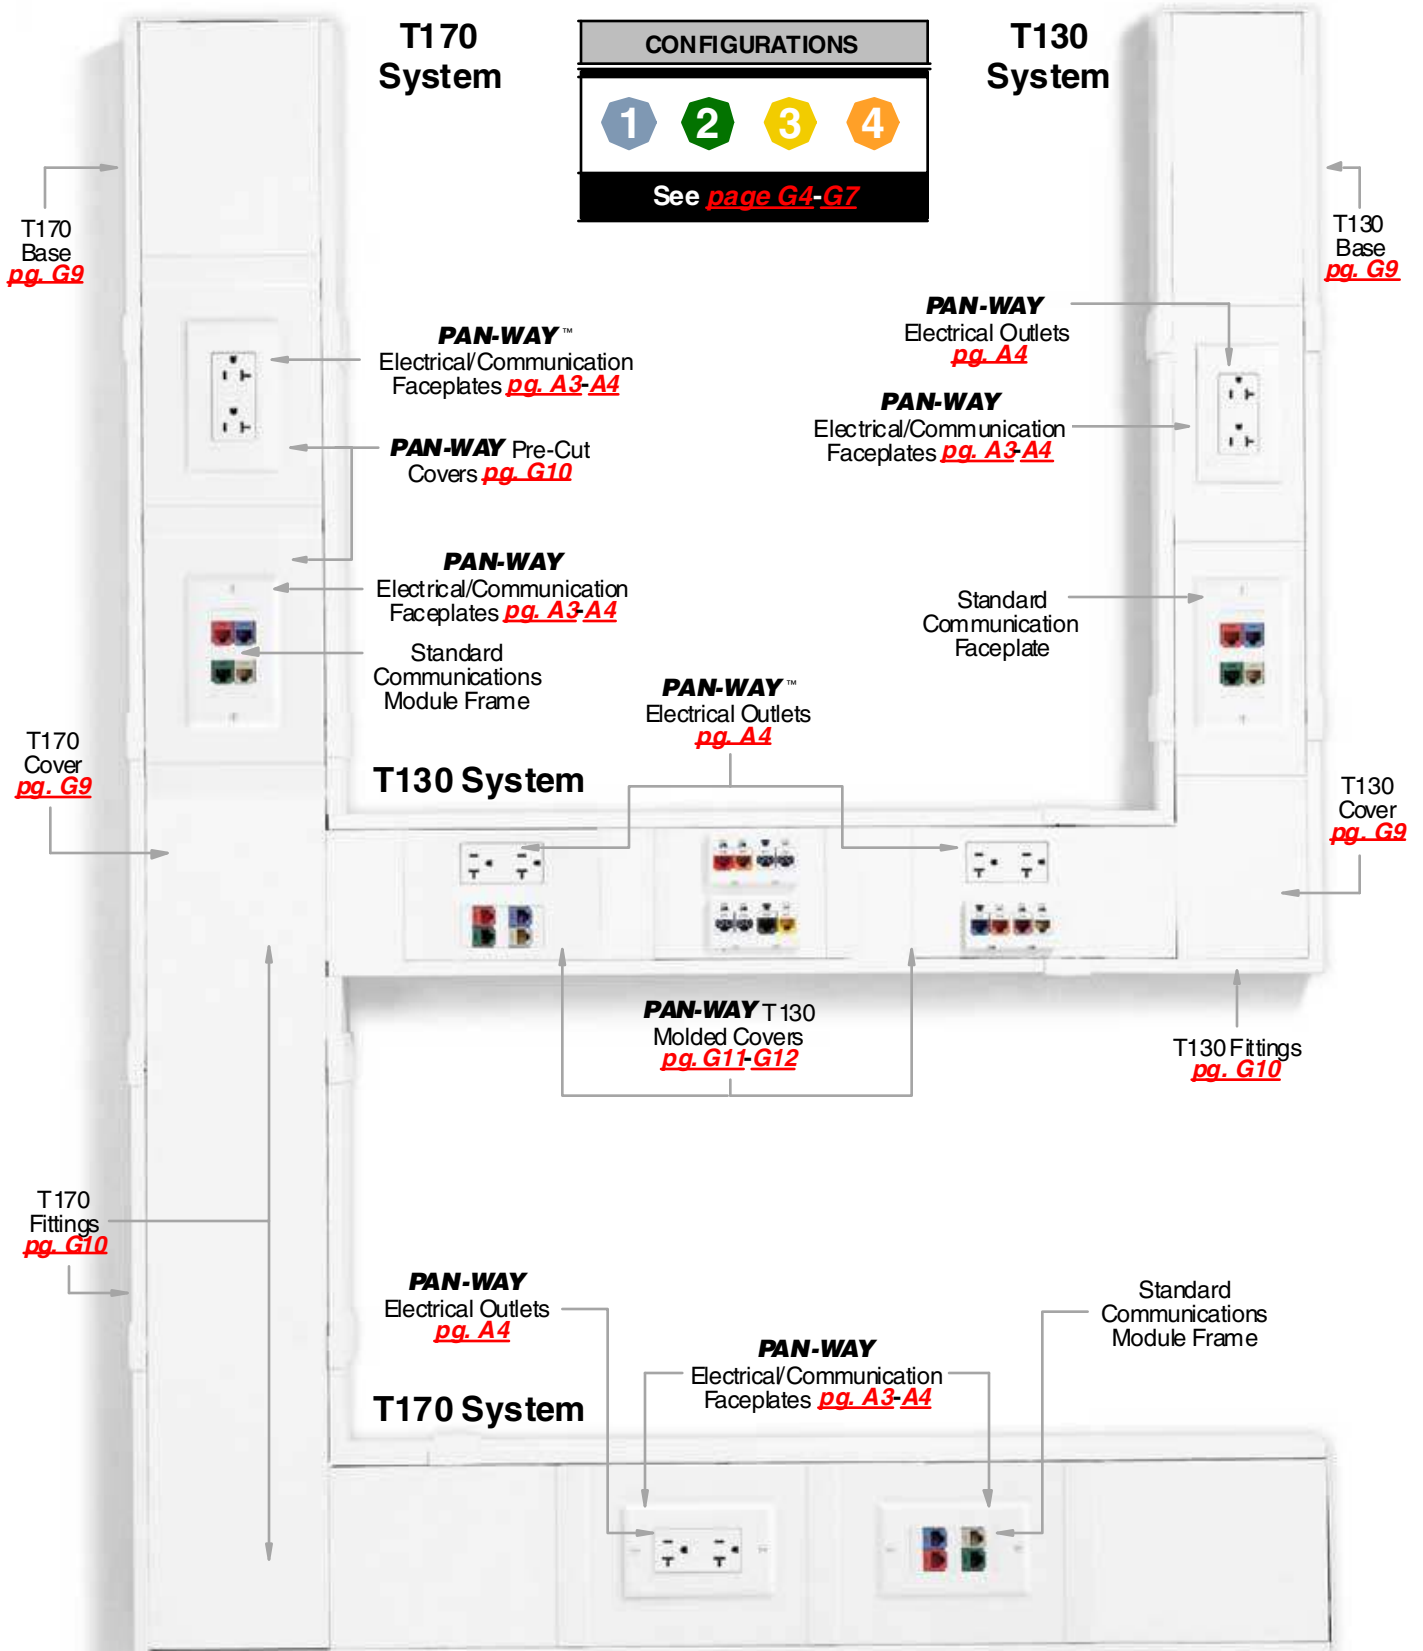 T170
System
CONFIGURATIONS
1 2 3 4
See page G4-G7
T130
System
T170
Base
pg. G9
T130
Base
pg. G9
PAN-WAY™
Electrical/Communication
Faceplates pg. A3-A4
PAN-WAY Pre-Cut
Covers pg. G10
PAN-WAY
Electrical/Communication
Faceplates pg. A3-A4
Standard
Communications
Module Frame
PAN-WAY
Electrical Outlets
pg. A4
PAN-WAY
Electrical/Communication
Faceplates pg. A3-A4
Standard
Communication
Faceplate
PAN-WAY™
Electrical Outlets
pg. A4
T170
Cover
pg. G9
T130 System
T130
Cover
pg. G9
PAN-WAY T130
Molded Covers
pg. G11-G12
T130 Fittings
pg. G10
T170
Fittings
pg. G10
PAN-WAY
Electrical Outlets
pg. A4
PAN-WAY
Electrical/Communication
Faceplates pg. A3-A4
Standard
Communications
Module Frame
T170 System